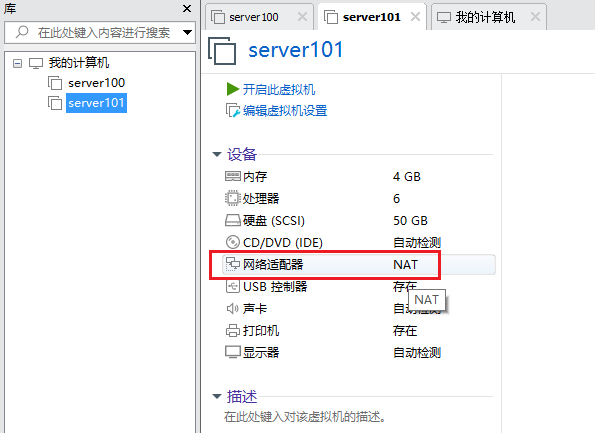 库
在此处键入内容进行搜索
我的计算机
server100
server101
server100 server101 我的计算机
server101
开启此虚拟机
编辑虚拟机设置
设备
内存 4 GB
处理器 6
硬盘 (SCSI) 50 GB
CD/DVD (IDE) 自动检测
网络适配器 NAT
USB 控制器 存在
NAT
声卡 自动检测
打印机 存在
显示器 自动检测
描述
在此处键入对该虚拟机的描述。